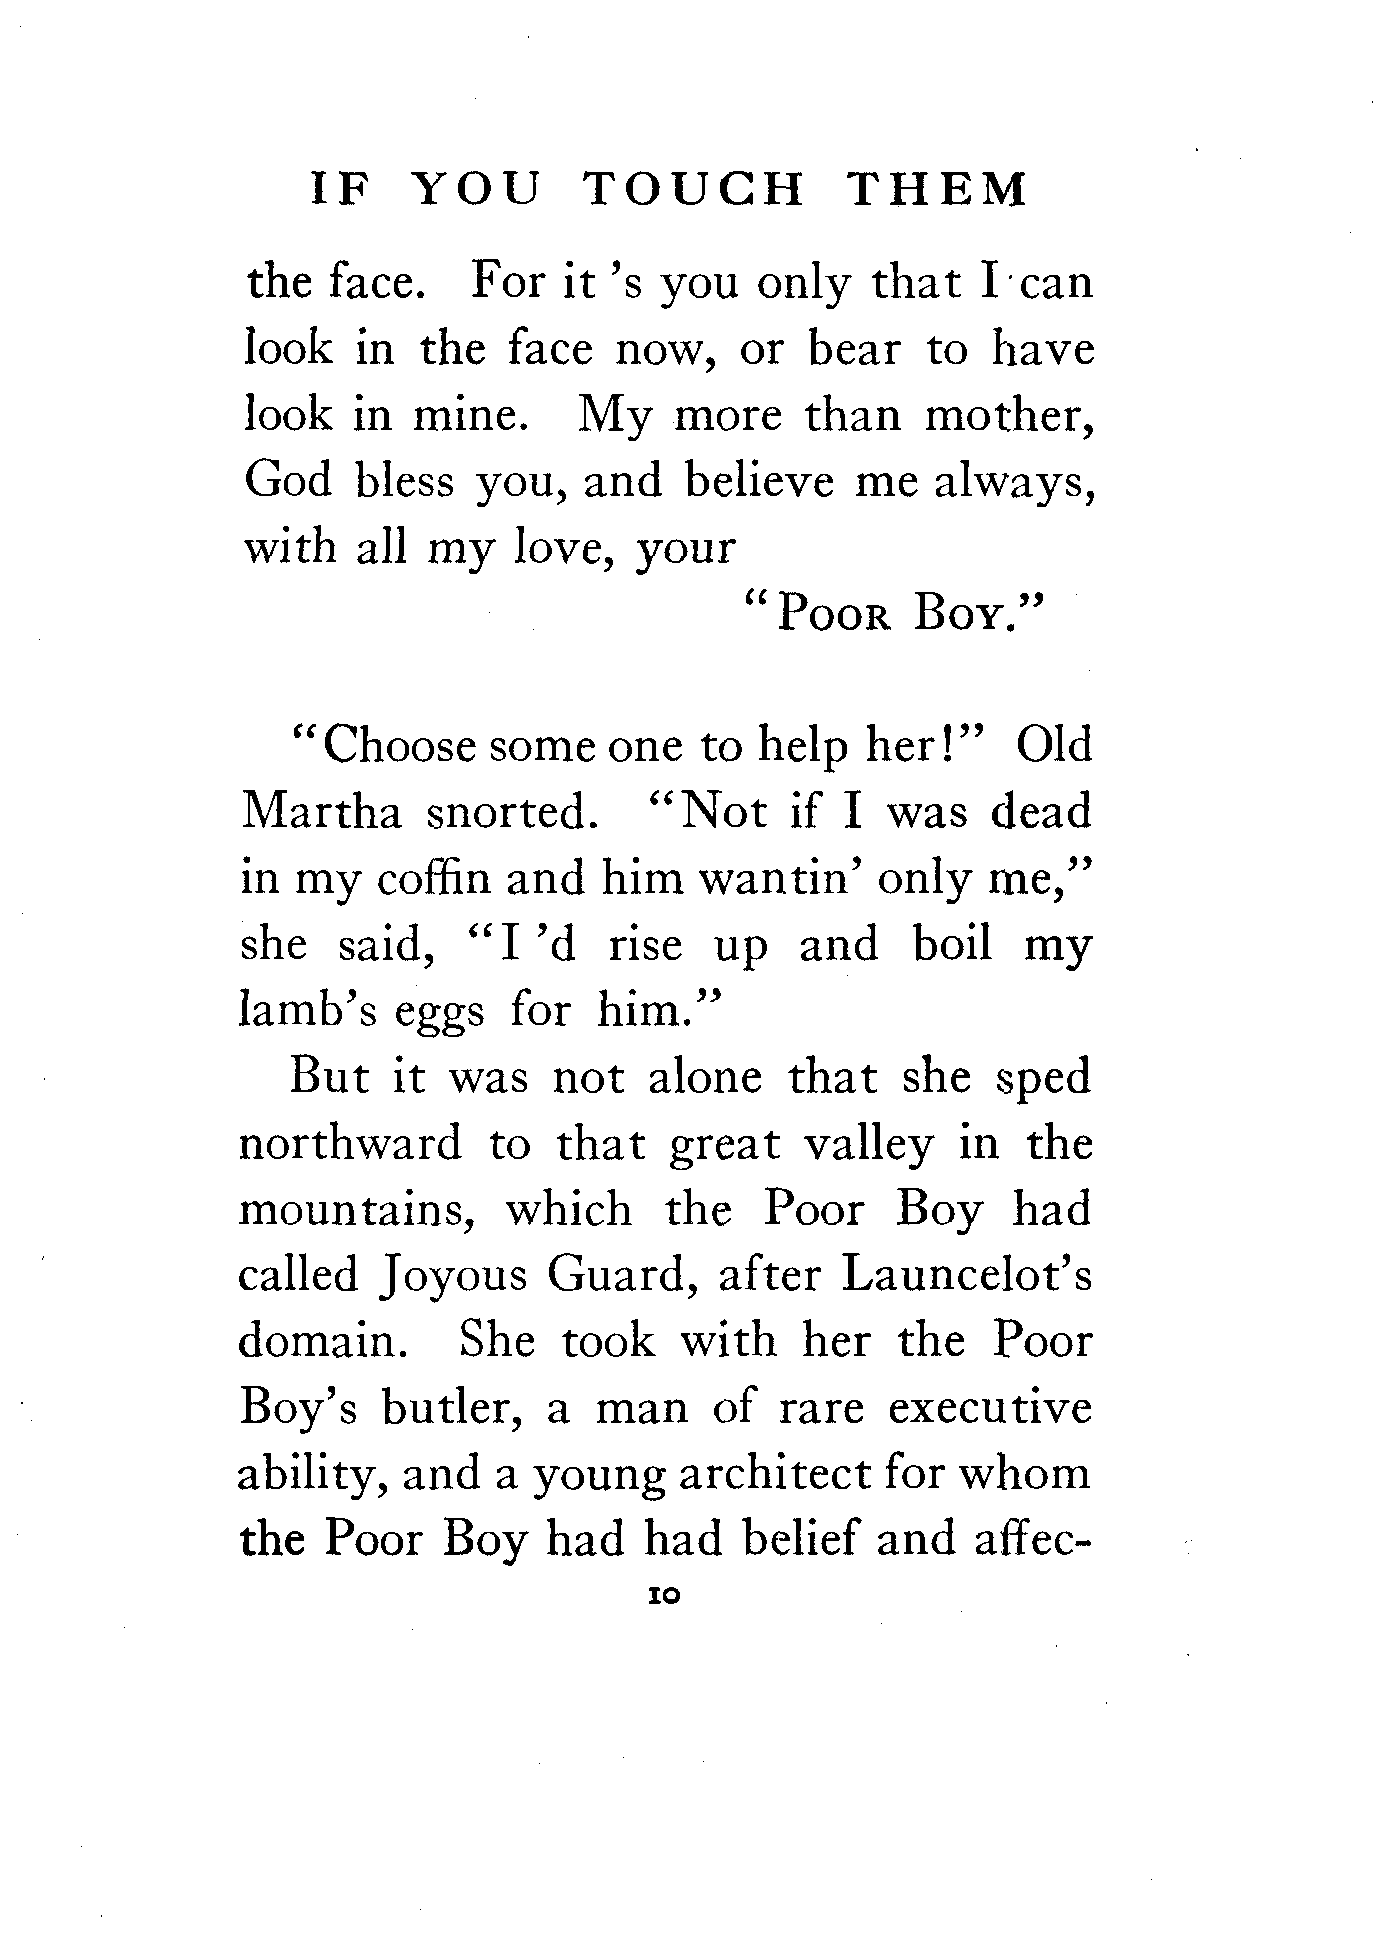 IF YOU TOUCH THEM
the face. For it 's you only that I can
look in the face now, or bear to have
look in mine. My more than mother,
God bless you, and believe me always,
with all my love, your
“Poor Boy.”
“Choose some one to help her!” Old
Martha snorted. “Not if I was dead
in my coffin and him wantin’ only me,”
she said, “I ’d rise up and boil my
lamb’s eggs for him.”
But it was not alone that she sped
northward to that great valley in the
mountains, which the Poor Boy had
called Joyous Guard, after Launcelot’s
domain. She took with her the Poor
Boy’s butler, a man of rare executive
ability, and a young architect for whom
the Poor Boy had had belief and affec-
10